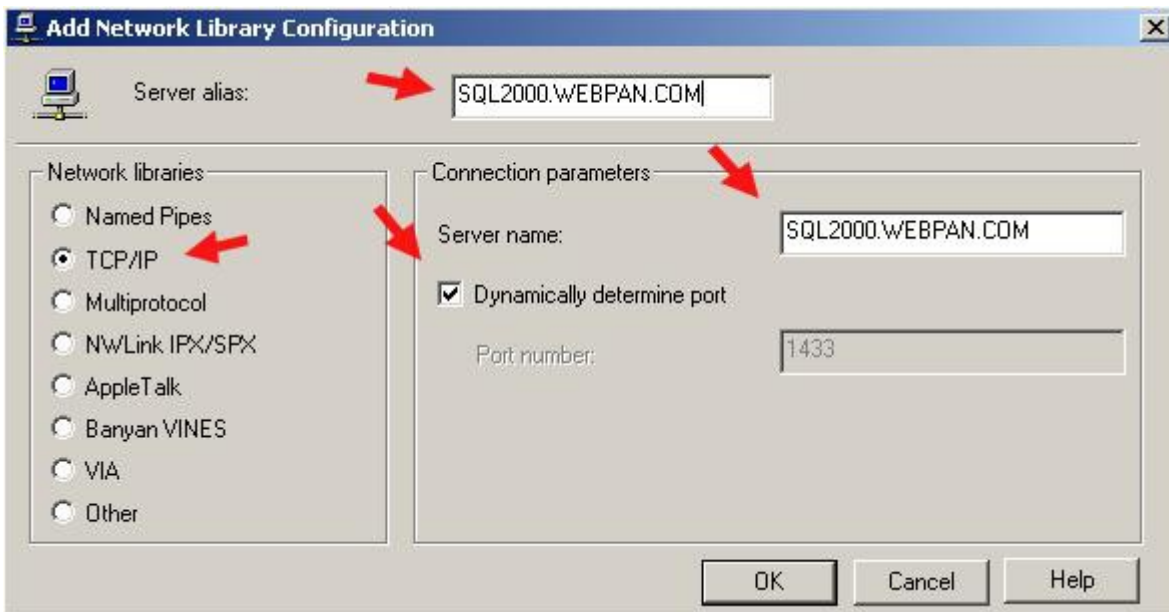 Add Network Library Configuration
Server alias:
SQL2000.WEBPAN.COM
Network libraries
Named Pipes
TCP/IP
Multiprotocol
NWLink IPX/SPX
AppleTalk
Banyan VINES
VIA
Other
Connection parameters
Server name:
SQL2000.WEBPAN.COM
Dynamically determine port
Port number:
1433
OK
Cancel
Help